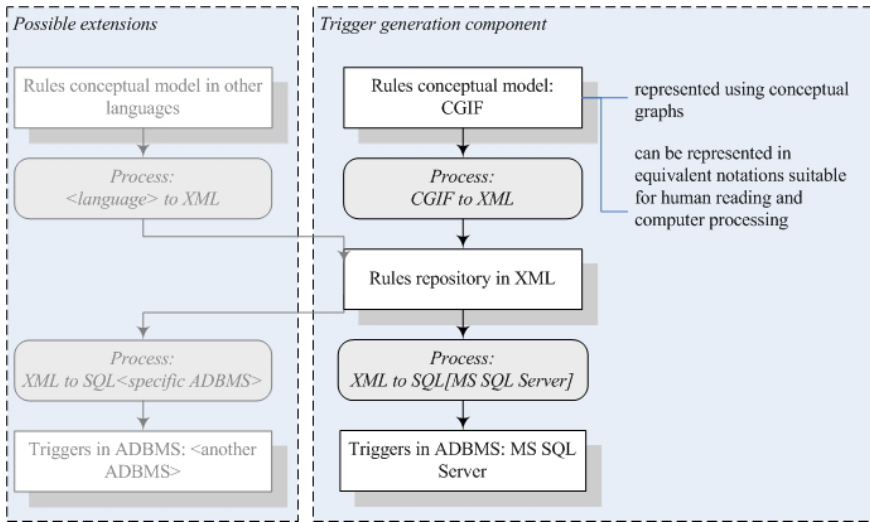 Possible extensions
Rules conceptual model in other
languages
Process:
<language> to XML
Process:
XML to SQL<specific ADBMS>
Triggers in ADBMS: <another
ADBMS>
Trigger generation component
Rules conceptual model:
CGIF
Process:
CGIF to XML
Rules repository in XML
Process:
XML to SQL[MS SQL Server]
Triggers in ADBMS: MS SQL
Server
represented using conceptual
graphs
can be represented in
equivalent notations suitable
for human reading and
computer processing